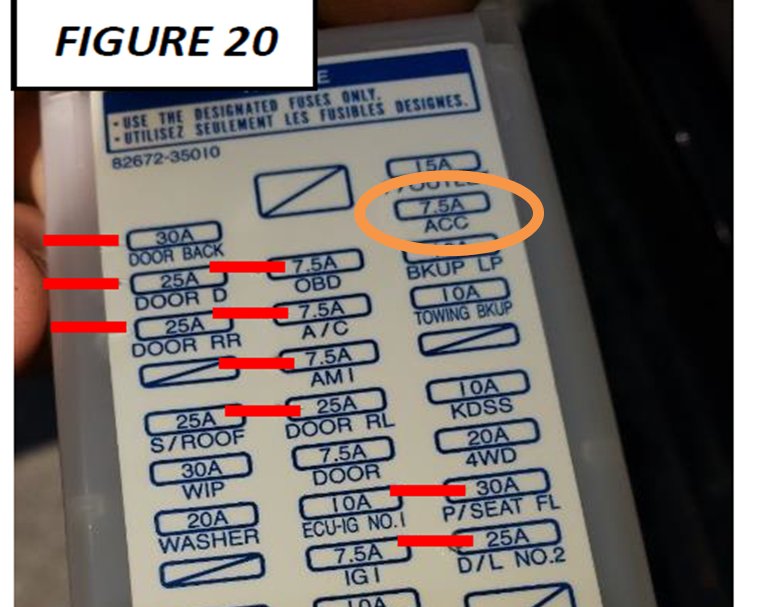 FIGURE 20
E
• USE THE DESIGNATED FUSES ONLY.
• UTILISEZ SEULEMENT LES FUSIBLES DESIGNES.
82672-35010
15A
7.5A
ACC
30A
DOOR BACK
25A
DOOR D
25A
DOOR RR
25A
S/ROOF
30A
WIP
20A
WASHER
7.5A
OBD
7.5A
A/C
7.5A
AM1
25A
DOOR RL
7.5A
DOOR
10A
ECU-IG NO.1
7.5A
IG1
10A
BKUP LP
10A
TOWING BKUP
10A
KDSS
20A
4WD
30A
P/SEAT FL
25A
D/L NO.2